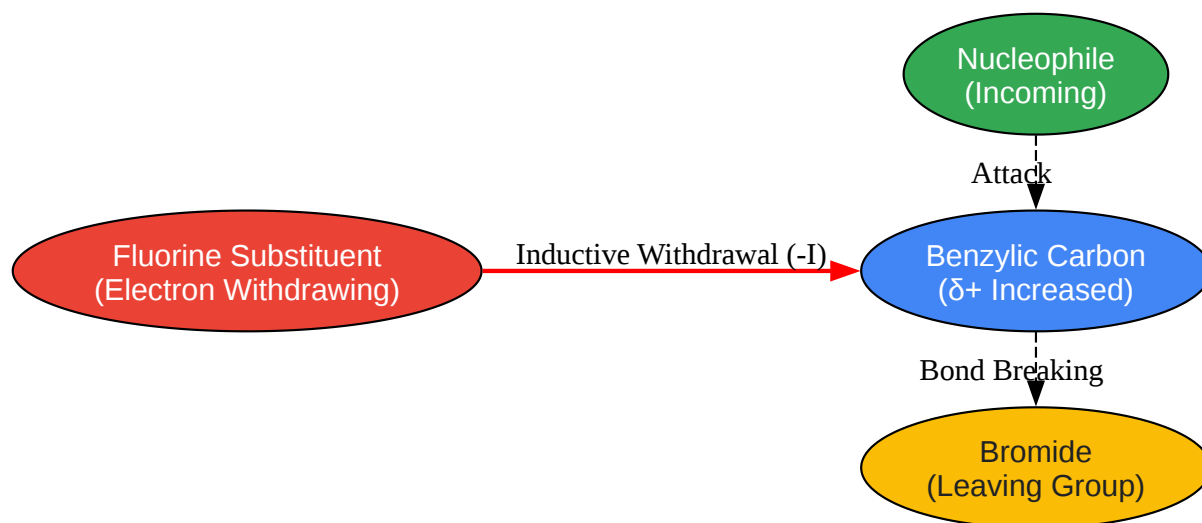 Nucleophile
(Incoming)
Attack
Fluorine Substituent
(Electron Withdrawing)
Inductive Withdrawal (-I)
Benzylic Carbon
(δ+ Increased)
Bond Breaking
Bromide
(Leaving Group)